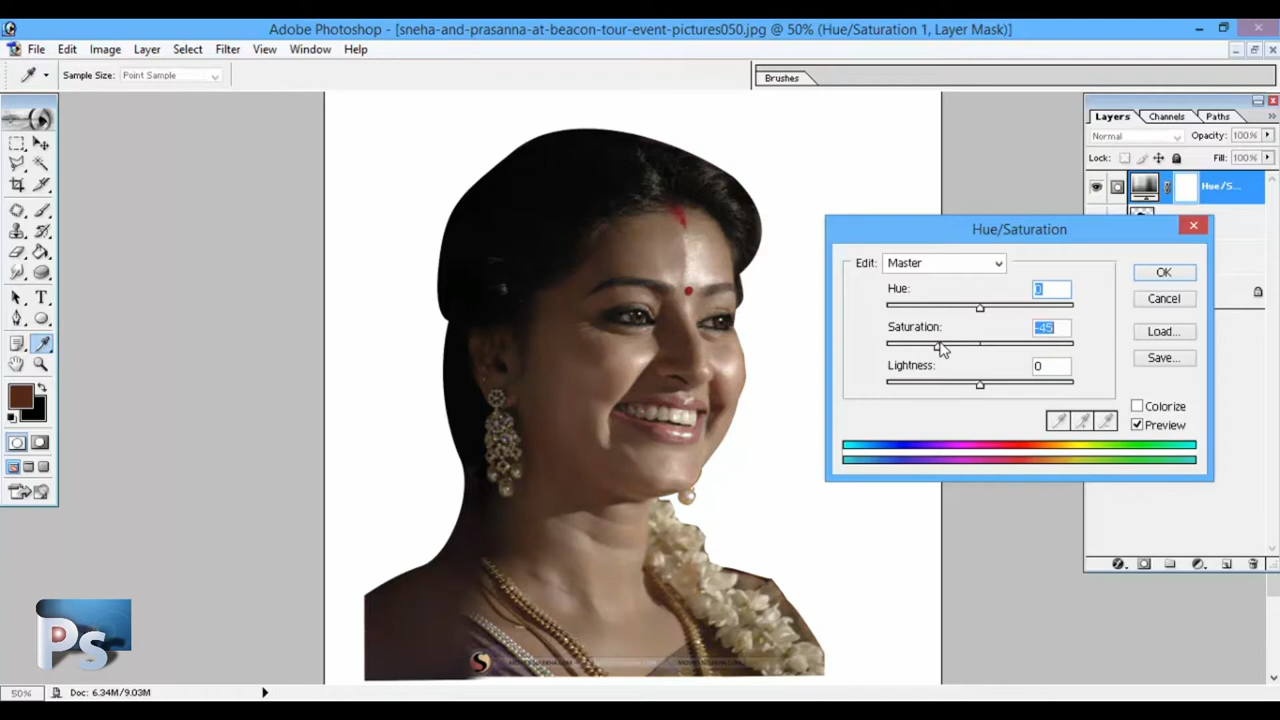 Adobe Photoshop - [sneha-and-prasanna-at-beacon-tour-event-pictures050.jpg @ 50% (Hue/Saturation 1, Layer Mask)]
File Edit Image Layer Select Filter View Window Help
Sample Size: Point Sample
Brushes
Layers Channels Paths
Normal Opacity: 100%
Lock: Fill: 100%
Hue/S...
Hue/Saturation
Edit: Master
Hue: 0
Saturation: -45
Lightness: 0
OK
Cancel
Load...
Save...
Colorize
Preview
Ps
50% Doc: 6.34M/9.03M